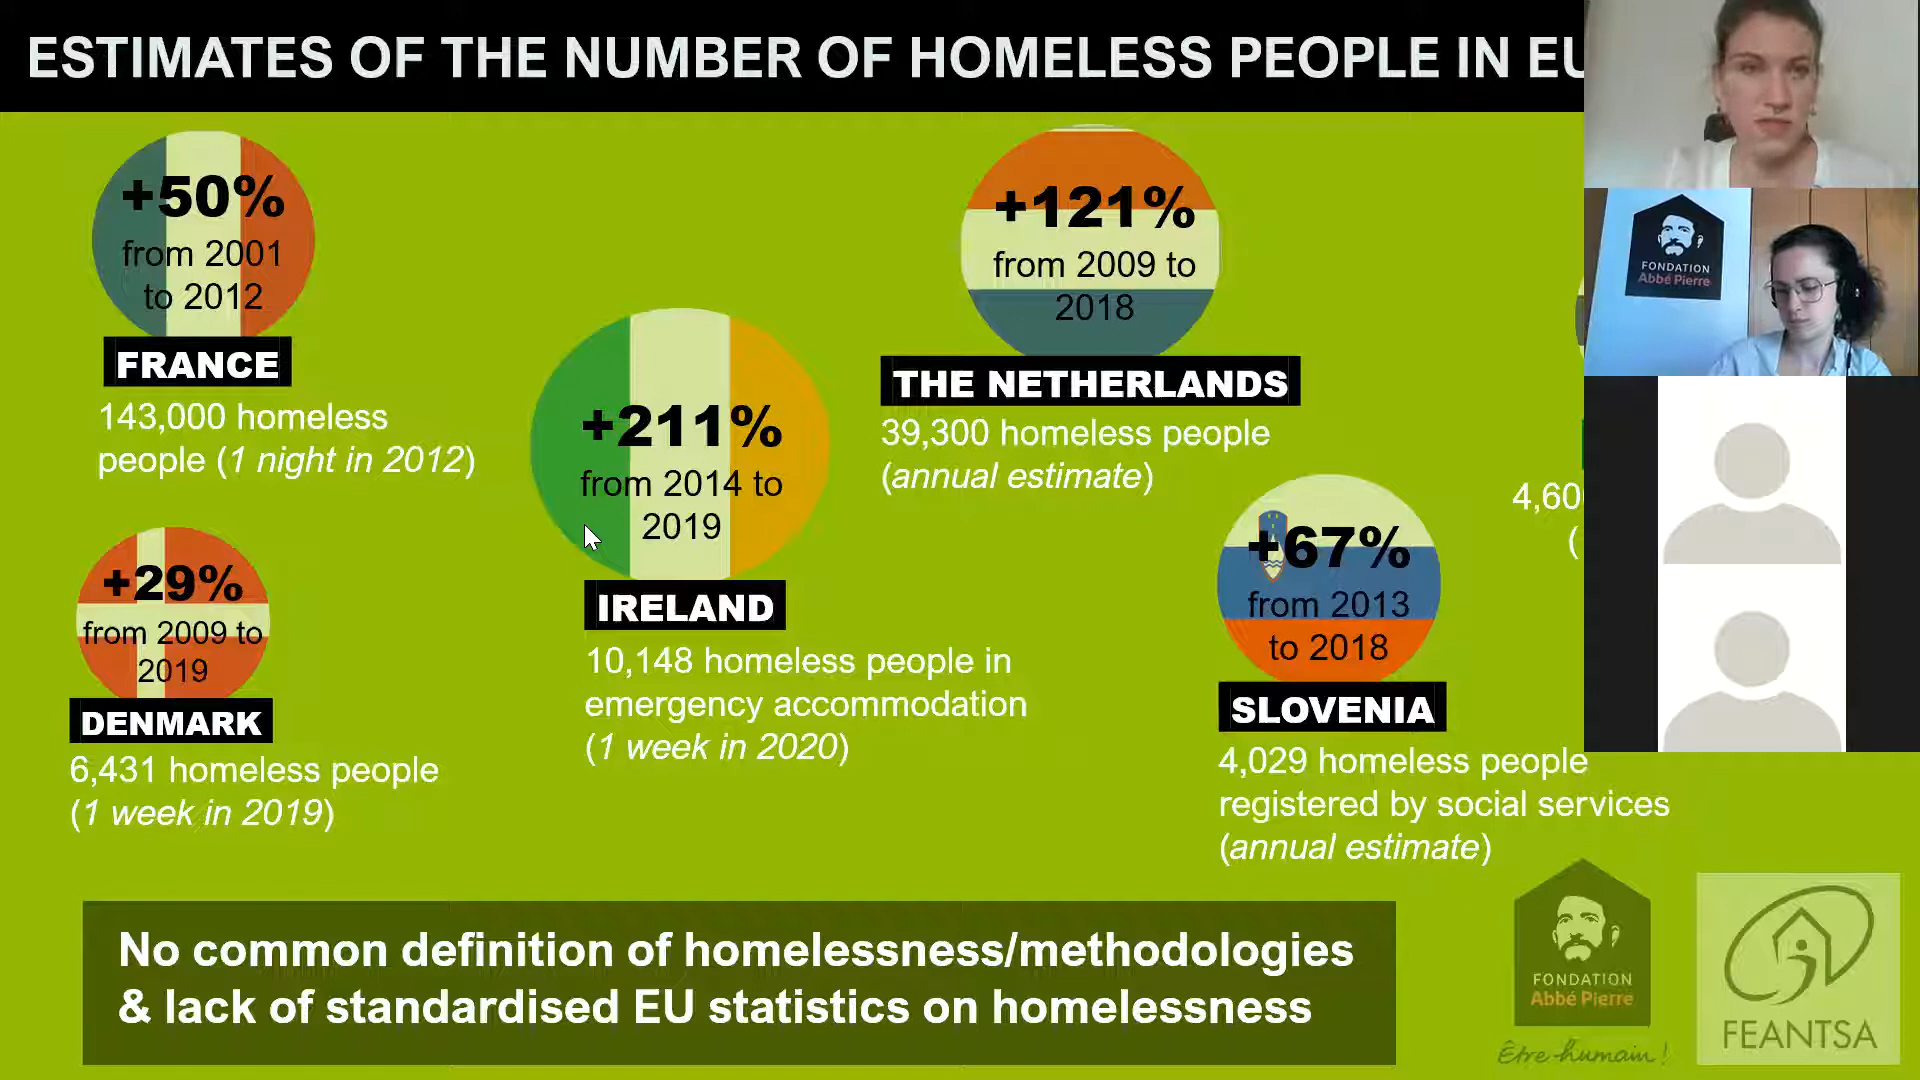 ESTIMATES OF THE NUMBER OF HOMELESS PEOPLE IN EU
+50%
from 2001
to 2012
FRANCE
143,000 homeless
people (1 night in 2012)
+29%
from 2009 to
2019
DENMARK
6,431 homeless people
(1 week in 2019)
+211%
from 2014 to
2019
IRELAND
10,148 homeless people in
emergency accommodation
(1 week in 2020)
+121%
from 2009 to
2018
THE NETHERLANDS
39,300 homeless people
(annual estimate)
+67%
from 2013
to 2018
SLOVENIA
4,029 homeless people
registered by social services
(annual estimate)
4,60
(
No common definition of homelessness/methodologies
& lack of standardised EU statistics on homelessness
FONDATION
Abbé Pierre
FONDATION
Abbé Pierre
Être humain !
FEANTSA